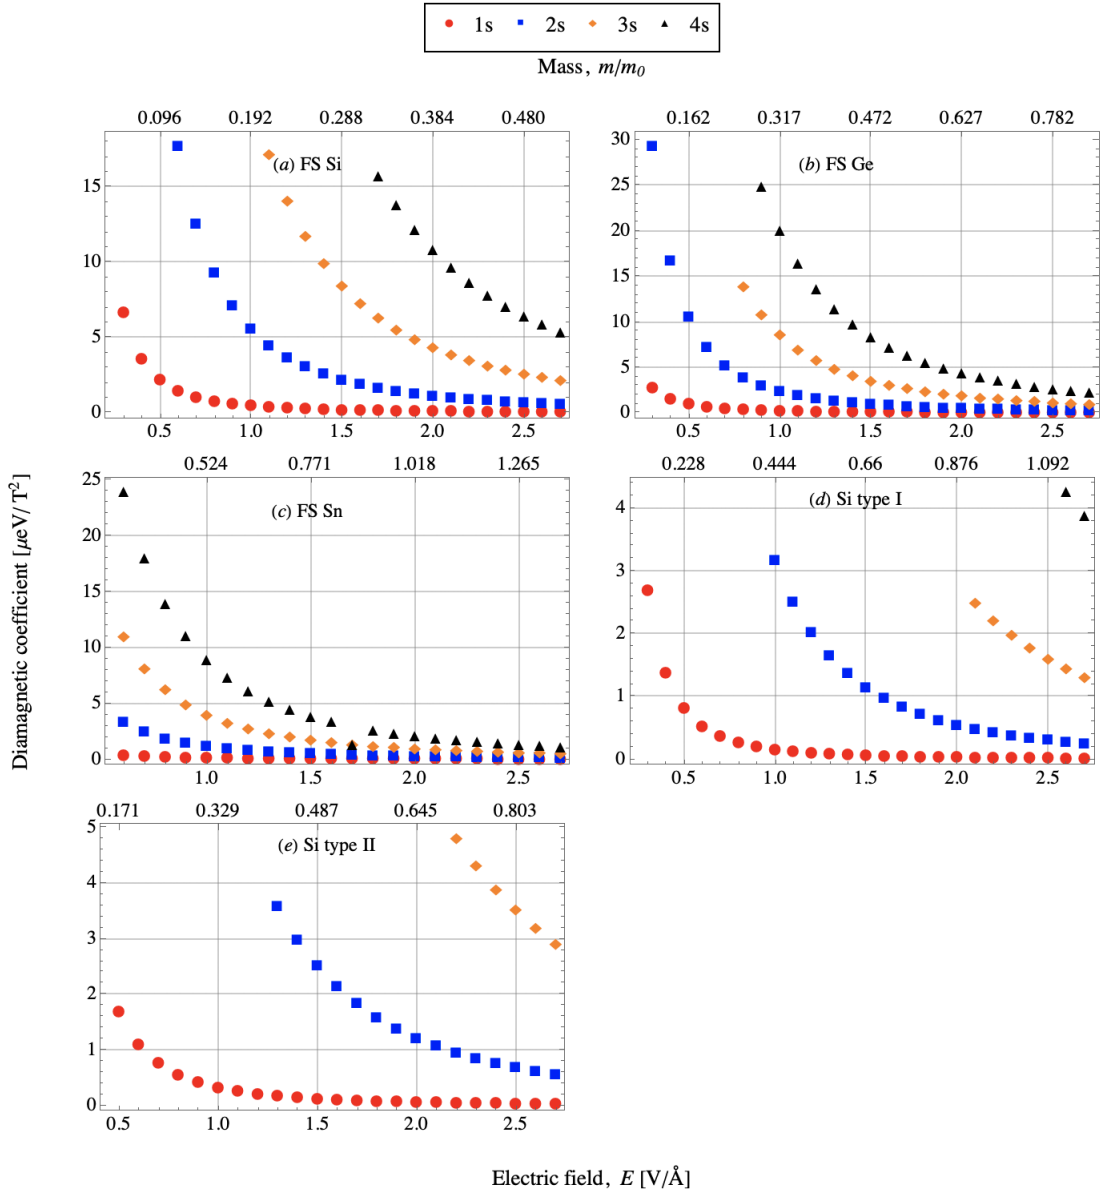 1s 2s 3s 4s
Mass, m/m0
0.096 0.192 0.288 0.384 0.480
(a) FS Si
15
10
5
0
0.5 1.0 1.5 2.0 2.5
0.162 0.317 0.472 0.627 0.782
(b) FS Ge
30
25
20
15
10
5
0
0.5 1.0 1.5 2.0 2.5
Diamagnetic coefficient [μeV/T²]
0.524 0.771 1.018 1.265
(c) FS Sn
25
20
15
10
5
0
1.0 1.5 2.0 2.5
0.228 0.444 0.66 0.876 1.092
(d) Si type I
4
3
2
1
0
0.5 1.0 1.5 2.0 2.5
0.171 0.329 0.487 0.645 0.803
(e) Si type II
5
4
3
2
1
0
0.5 1.0 1.5 2.0 2.5
Electric field, E [V/Å]